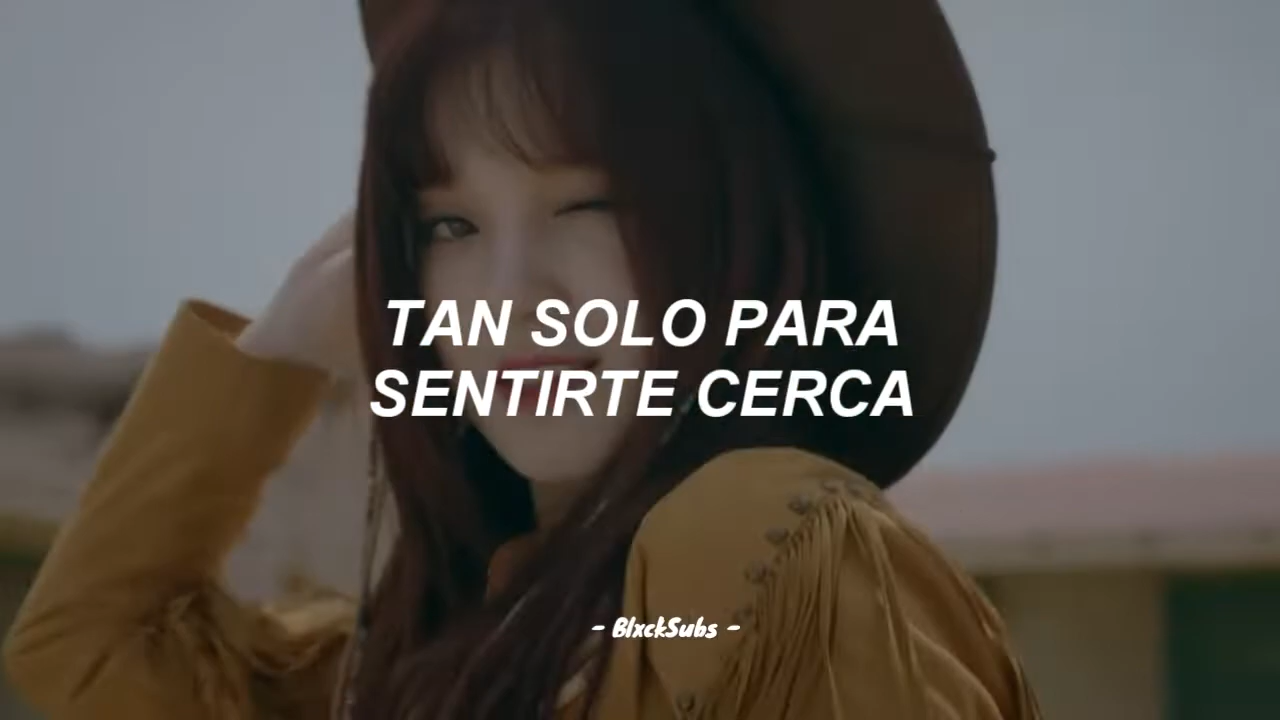 TAN SOLO PARA
SENTIRTE CERCA
- BlxckSubs -